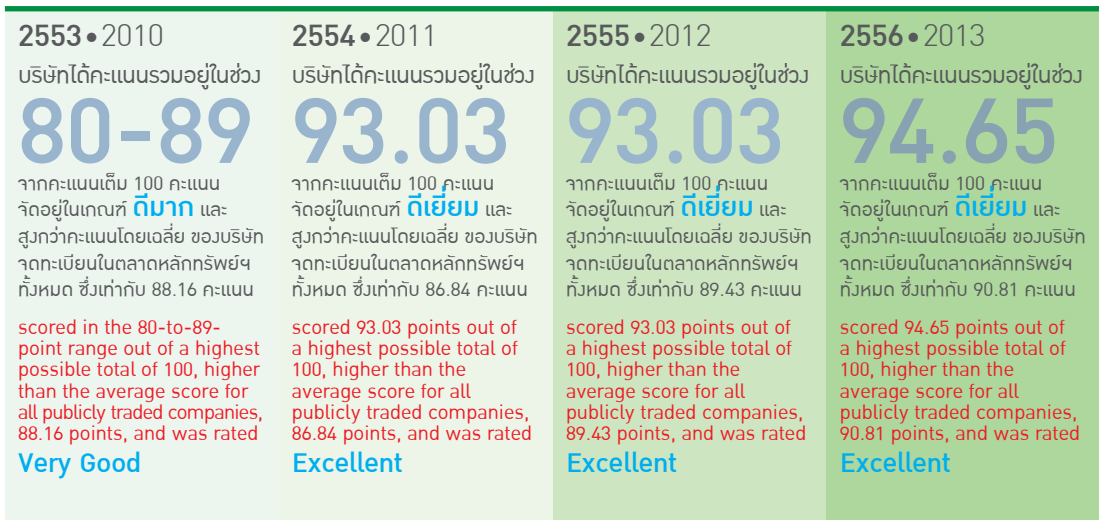 2553•2010
บริษัทได้คะแนนรวมอยู่ในช่วง
80-89
จากคะแนนเต็ม 100 คะแนน
จัดอยู่ในเกณฑ์ ดีมาก และ
สูงกว่าคะแนนโดยเฉลี่ย ของบริษัท
จดทะเบียนในตลาดหลักทรัพย์ฯ
ทั้งหมด ซึ่งเท่ากับ 88.16 คะแนน
scored in the 80-to-89-
point range out of a highest
possible total of 100, higher
than the average score for
all publicly traded companies,
88.16 points, and was rated
Very Good
2554•2011
บริษัทได้คะแนนรวมอยู่ในช่วง
93.03
จากคะแนนเต็ม 100 คะแนน
จัดอยู่ในเกณฑ์ ดีเยี่ยม และ
สูงกว่าคะแนนโดยเฉลี่ย ของบริษัท
จดทะเบียนในตลาดหลักทรัพย์ฯ
ทั้งหมด ซึ่งเท่ากับ 86.84 คะแนน
scored 93.03 points out of
a highest possible total of
100, higher than the
average score for all
publicly traded companies,
86.84 points, and was rated
Excellent
2555•2012
บริษัทได้คะแนนรวมอยู่ในช่วง
93.03
จากคะแนนเต็ม 100 คะแนน
จัดอยู่ในเกณฑ์ ดีเยี่ยม และ
สูงกว่าคะแนนโดยเฉลี่ย ของบริษัท
จดทะเบียนในตลาดหลักทรัพย์ฯ
ทั้งหมด ซึ่งเท่ากับ 89.43 คะแนน
scored 93.03 points out of
a highest possible total of
100, higher than the
average score for all
publicly traded companies,
89.43 points, and was rated
Excellent
2556•2013
บริษัทได้คะแนนรวมอยู่ในช่วง
94.65
จากคะแนนเต็ม 100 คะแนน
จัดอยู่ในเกณฑ์ ดีเยี่ยม และ
สูงกว่าคะแนนโดยเฉลี่ย ของบริษัท
จดทะเบียนในตลาดหลักทรัพย์ฯ
ทั้งหมด ซึ่งเท่ากับ 90.81 คะแนน
scored 94.65 points out of
a highest possible total of
100, higher than the
average score for all
publicly traded companies,
90.81 points, and was rated
Excellent